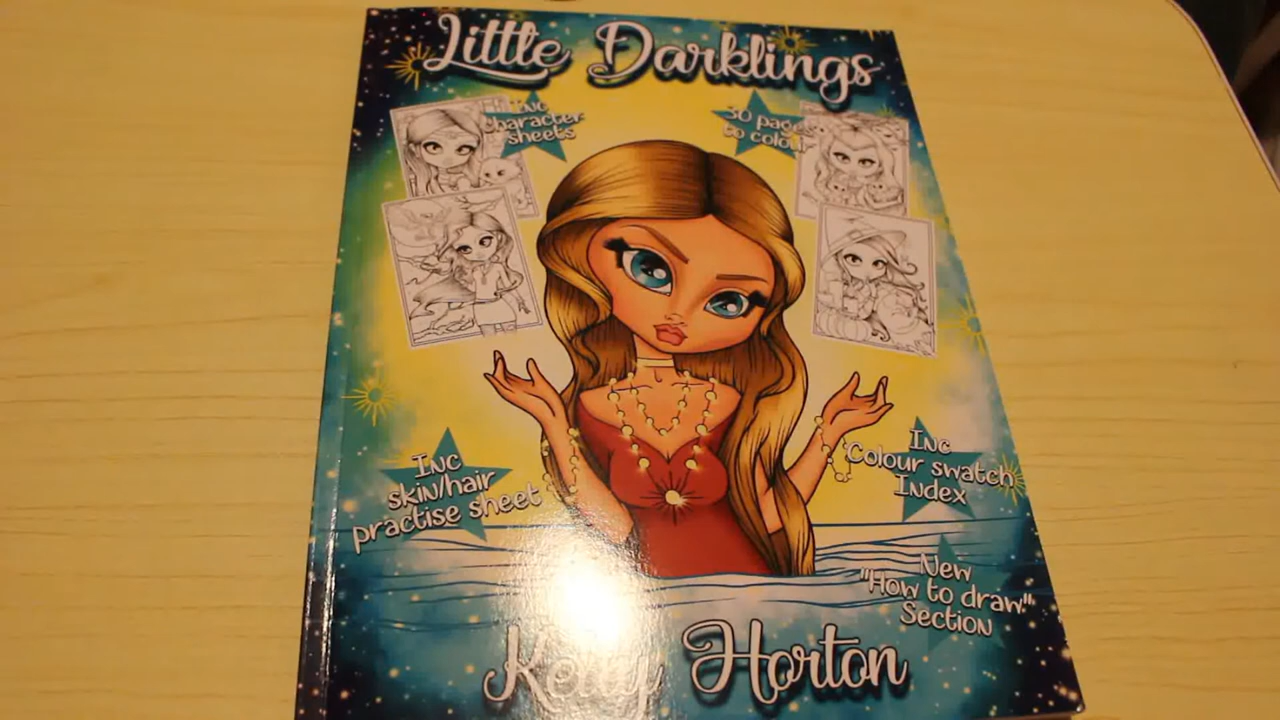 Little Darklings
Inc
Character
sheets
30 pages
to colour
Inc
skin/hair
practise sheet
Inc
Colour swatch
Index
New
"How to draw"
Section
Horton